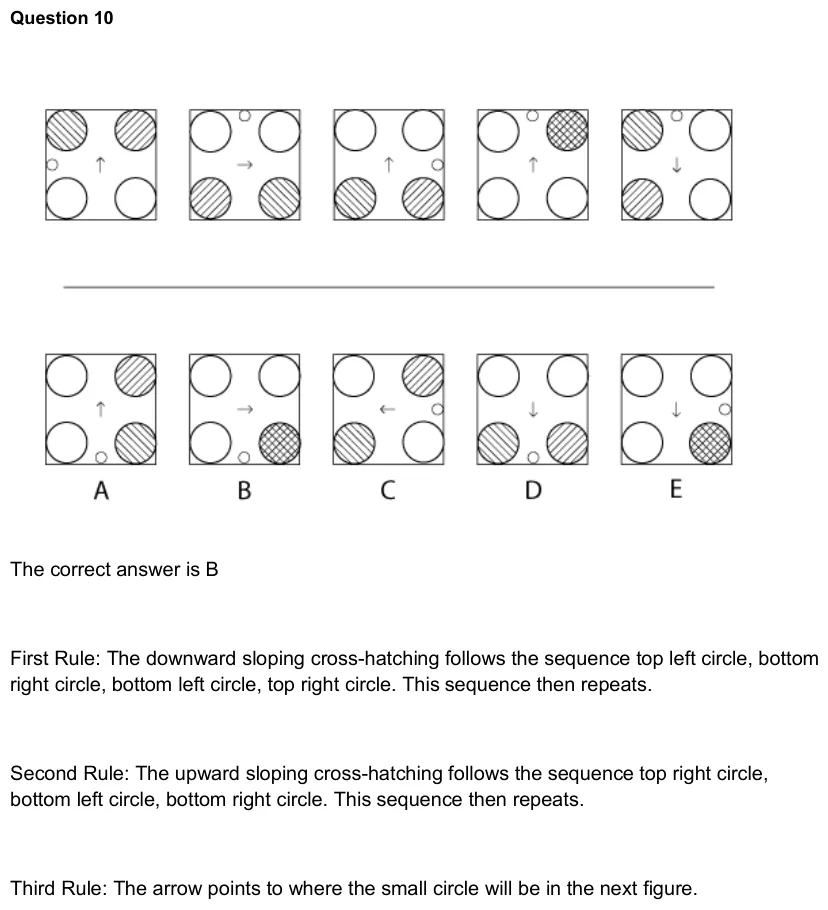 Question 10
A B C D E
The correct answer is B
First Rule: The downward sloping cross-hatching follows the sequence top left circle, bottom
right circle, bottom left circle, top right circle. This sequence then repeats.
Second Rule: The upward sloping cross-hatching follows the sequence top right circle,
bottom left circle, bottom right circle. This sequence then repeats.
Third Rule: The arrow points to where the small circle will be in the next figure.